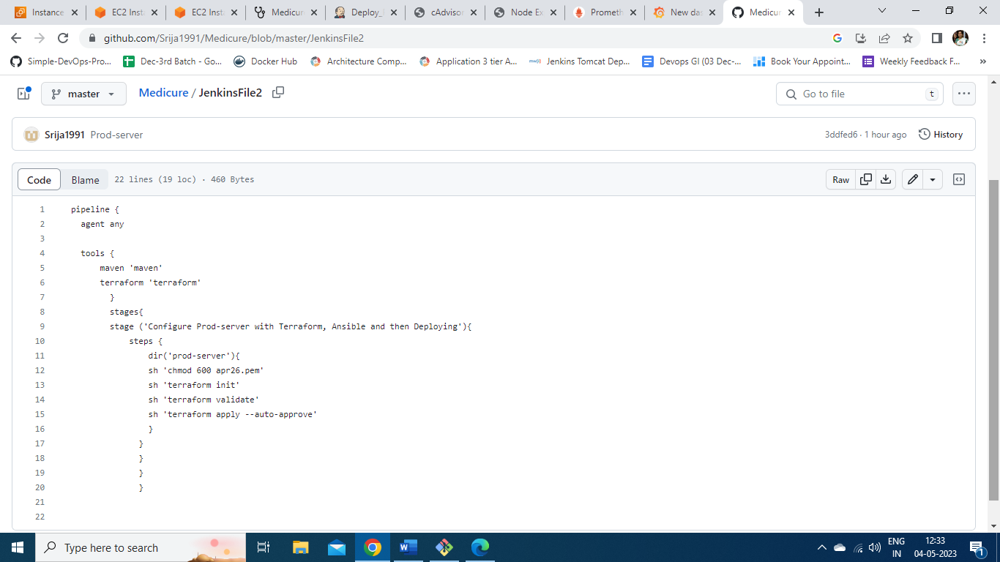 Instance
EC2 Inst
EC2 Inst
Medicur
Deploy_
cAdvisor
Node Ex
Prometh
New das
Medicur
github.com/Srija1991/Medicure/blob/master/JenkinsFile2
Simple-DevOps-Pro...
Dec-3rd Batch - Go...
Docker Hub
Architecture Comp...
Application 3 tier A...
Jenkins Tomcat Dep...
Devops GI (03 Dec-...
Book Your Appoint...
Weekly Feedback F...
»
master
Medicure / JenkinsFile2
Go to file
t
Srija1991 Prod-server
3ddfed6 · 1 hour ago
History
Code
Blame
22 lines (19 loc) · 460 Bytes
Raw
1 pipeline {
2 agent any
3
4 tools {
5 maven 'maven'
6 terraform 'terraform'
7 }
8 stages{
9 stage ('Configure Prod-server with Terraform, Ansible and then Deploying'){
10 steps {
11 dir('prod-server'){
12 sh 'chmod 600 apr26.pem'
13 sh 'terraform init'
14 sh 'terraform validate'
15 sh 'terraform apply --auto-approve'
16 }
17 }
18 }
19 }
20 }
21
22
Type here to search
ENG
IN
12:33
04-05-2023
1